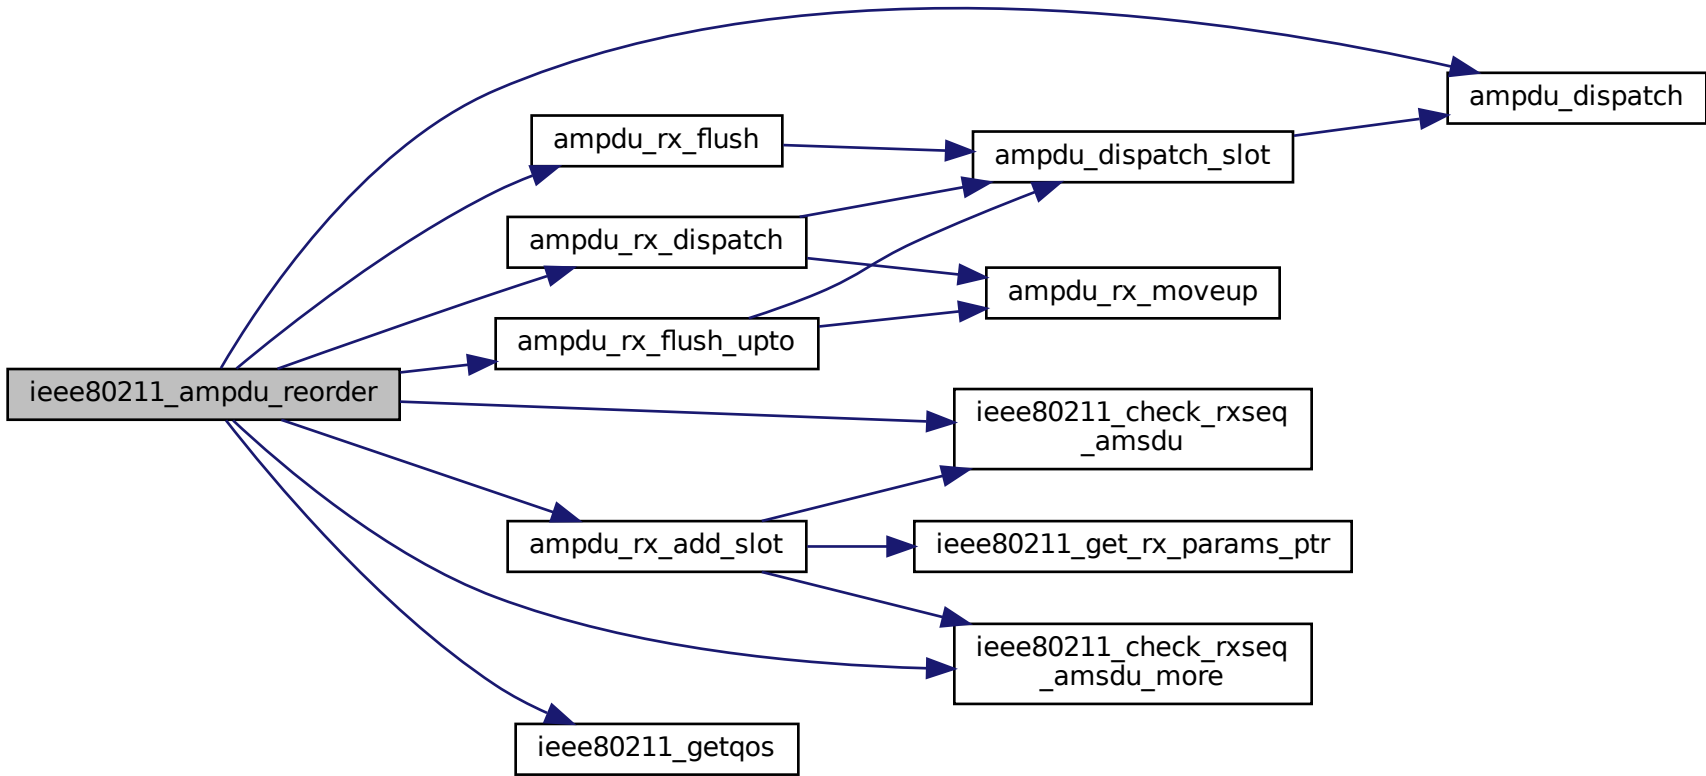 ampdu_dispatch
ampdu_rx_flush
ampdu_dispatch_slot
ampdu_rx_dispatch
ampdu_rx_moveup
ampdu_rx_flush_upto
ieee80211_ampdu_reorder
ieee80211_check_rxseq
_amsdu
ampdu_rx_add_slot
ieee80211_get_rx_params_ptr
ieee80211_check_rxseq
_amsdu_more
ieee80211_getqos